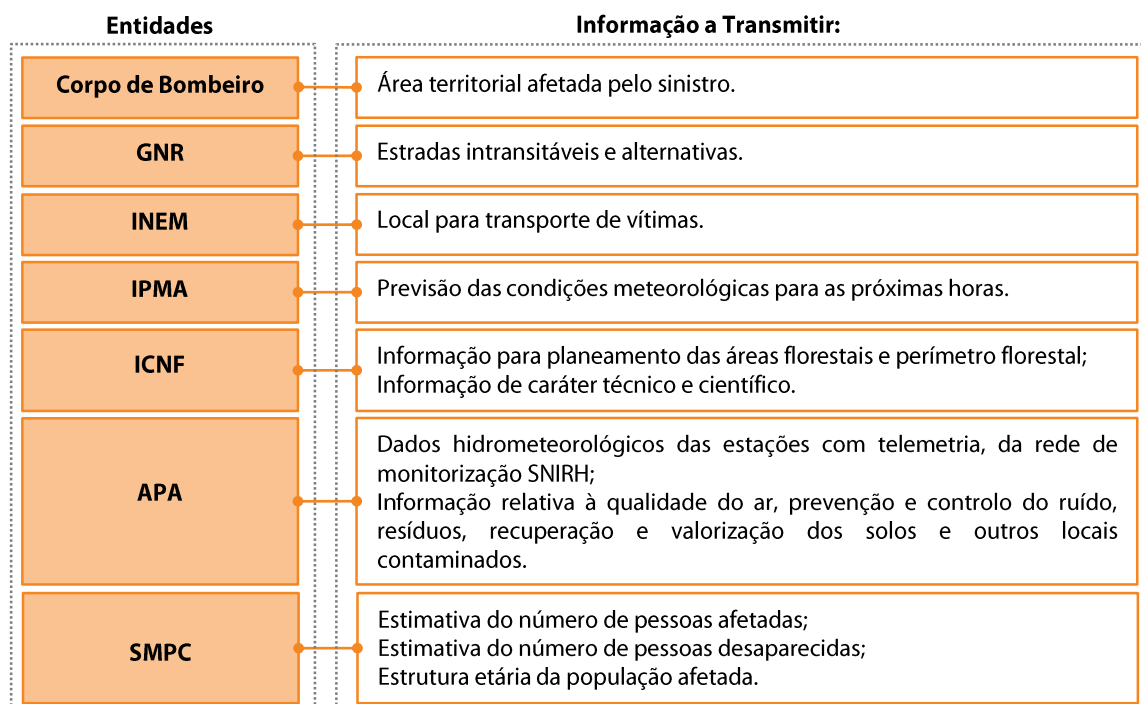 Entidades
Informação a Transmitir:
Corpo de Bombeiro
Área territorial afetada pelo sinistro.
GNR
Estradas intransitáveis e alternativas.
INEM
Local para transporte de vítimas.
IPMA
Previsão das condições meteorológicas para as próximas horas.
ICNF
Informação para planeamento das áreas florestais e perímetro florestal;
Informação de caráter técnico e científico.
APA
Dados hidrometeorológicos das estações com telemetria, da rede de
monitorização SNIRH;
Informação relativa à qualidade do ar, prevenção e controlo do ruído,
resíduos, recuperação e valorização dos solos e outros locais
contaminados.
SMPC
Estimativa do número de pessoas afetadas;
Estimativa do número de pessoas desaparecidas;
Estrutura etária da população afetada.